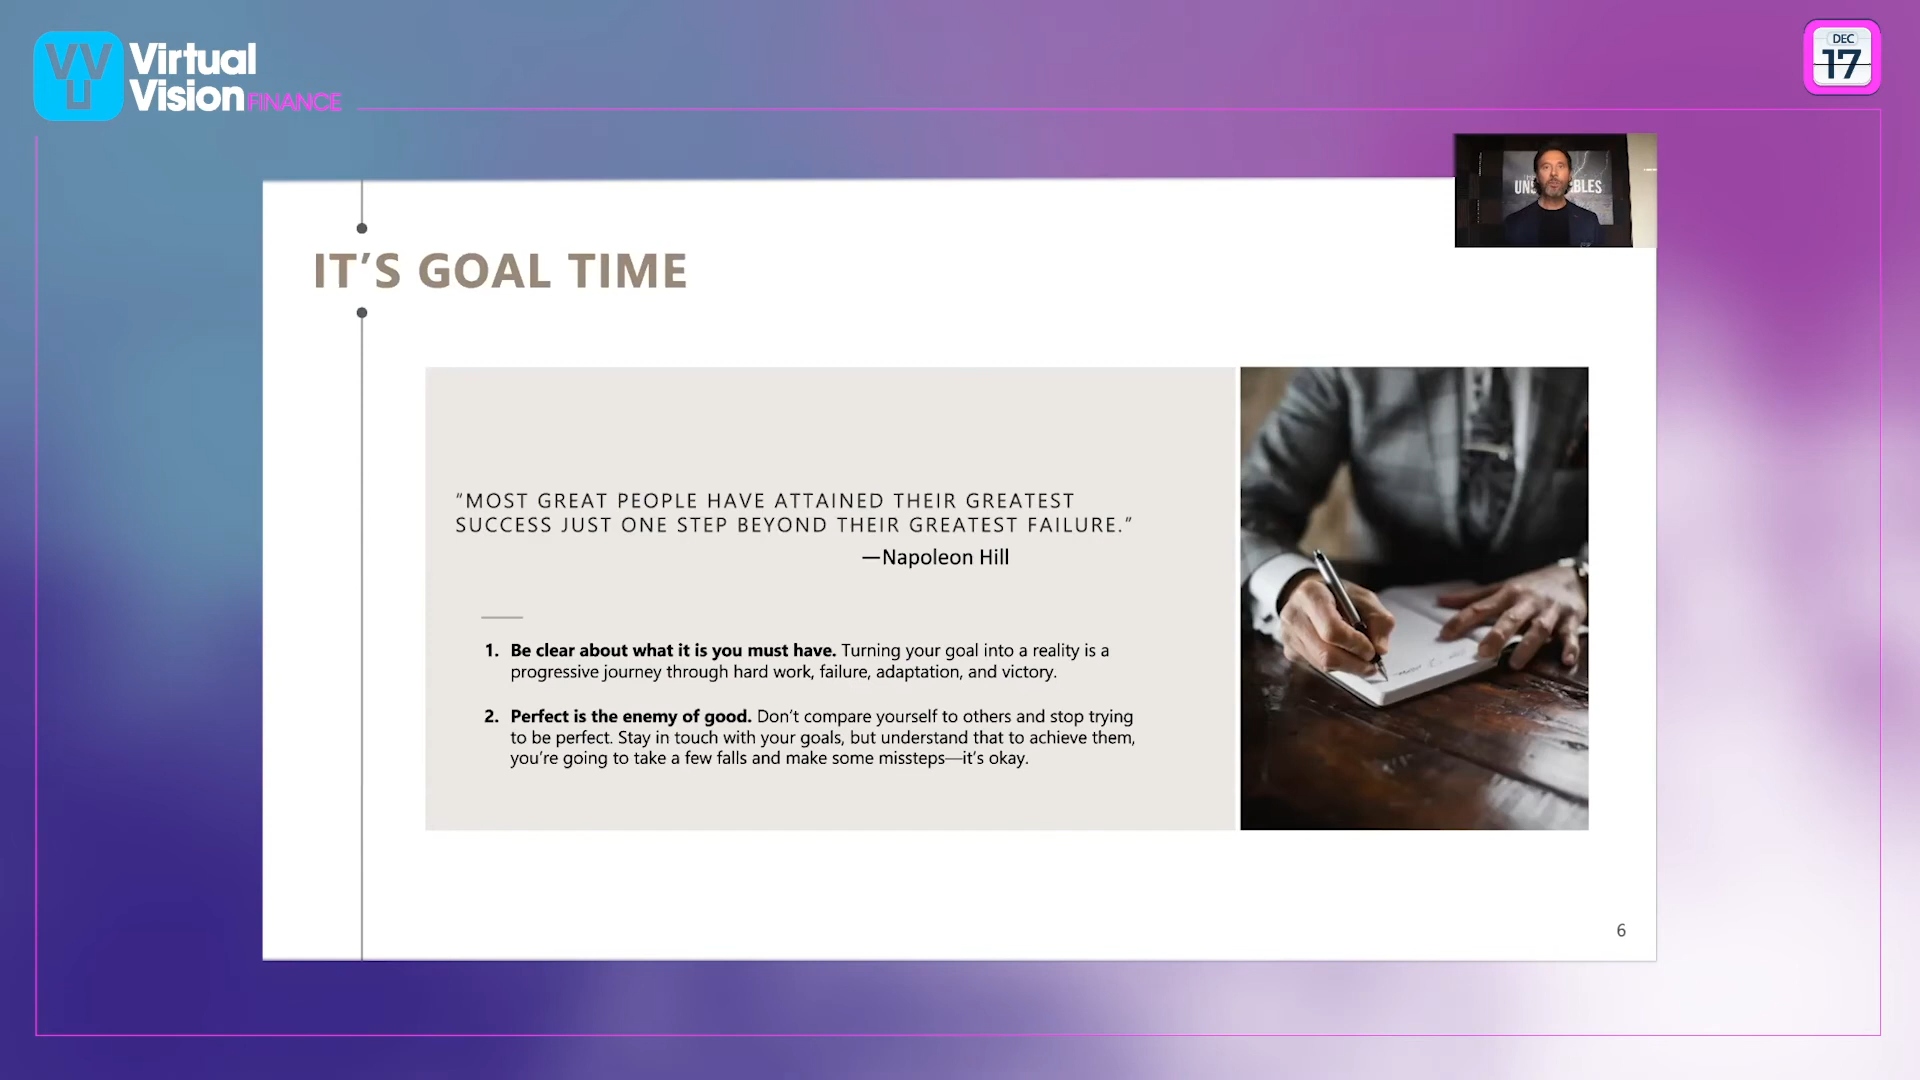 Virtual
Vision FINANCE
DEC
17
IT’S GOAL TIME
“MOST GREAT PEOPLE HAVE ATTAINED THEIR GREATEST
SUCCESS JUST ONE STEP BEYOND THEIR GREATEST FAILURE.”
—Napoleon Hill
1. Be clear about what it is you must have. Turning your goal into a reality is a
progressive journey through hard work, failure, adaptation, and victory.
2. Perfect is the enemy of good. Don’t compare yourself to others and stop trying
to be perfect. Stay in touch with your goals, but understand that to achieve them,
you’re going to take a few falls and make some missteps—it’s okay.
6